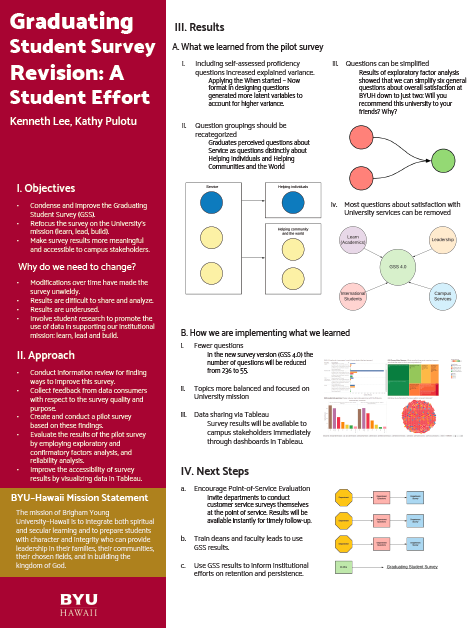 Graduating
Student Survey
Revision: A
Student Effort
Kenneth Lee, Kathy Pulotu
I. Objectives
• Condense and improve the Graduating
Student Survey (GSS).
• Refocus the survey on the University's
mission (learn, lead, build).
• Make survey results more meaningful
and accessible to campus stakeholders.
Why do we need to change?
• Modifications over time have made the
survey unwieldy.
• Results are difficult to share and analyze.
• Results are underused.
• Involve student research to promote the
use of data in supporting our institutional
mission: learn, lead and build.
II. Approach
• Conduct information review for finding
ways to improve this survey.
• Collect feedback from data consumers
with respect to the survey quality and
purpose.
• Create and conduct a pilot survey
based on these findings.
• Evaluate the results of the pilot survey
by employing exploratory and
confirmatory factors analysis, and
reliability analysis.
• Improve the accessibility of survey
results by visualizing data in Tableau.
BYU–Hawaii Mission Statement
The mission of Brigham Young
University–Hawaii is to integrate both spiritual
and secular learning and to prepare students
with character and integrity who can provide
leadership in their families, their communities,
their chosen fields, and in building the
kingdom of God.
BYU
HAWAII
III. Results
A. What we learned from the pilot survey
I. Including self-assessed proficiency
questions increased explained variance.
Applying the When started – Now
format in designing questions
generated more latent variables to
account for higher variance.
II. Question groupings should be
recategorized
Graduates perceived questions about
Service as questions distinctly about
Helping Individuals and Helping
Communities and the World
Service
Helping individuals
Helping community
and the world
III. Questions can be simplified
Results of exploratory factor analysis
showed that we can simplify six general
questions about overall satisfaction at
BYUH down to just two: Will you
recommend this university to your
friends? Why?
Iv. Most questions about satisfaction with
University services can be removed
Learn
(Academics)
Leadership
GSS 4.0
International
Students
Campus
Services
B. How we are implementing what we learned
I. Fewer questions
In the new survey version (GSS 4.0) the
number of questions will be reduced
from 236 to 55.
II. Topics more balanced and focused on
University mission
III. Data sharing via Tableau
Survey results will be available to
campus stakeholders immediately
through dashboards in Tableau.
IV. Next Steps
a. Encourage Point-of-Service Evaluation
Invite departments to conduct
customer service surveys themselves
at the point of service. Results will be
available instantly for timely follow-up.
b. Train deans and faculty leads to use
GSS results.
c. Use GSS results to inform institutional
efforts on retention and persistence.
Graduating Student Survey